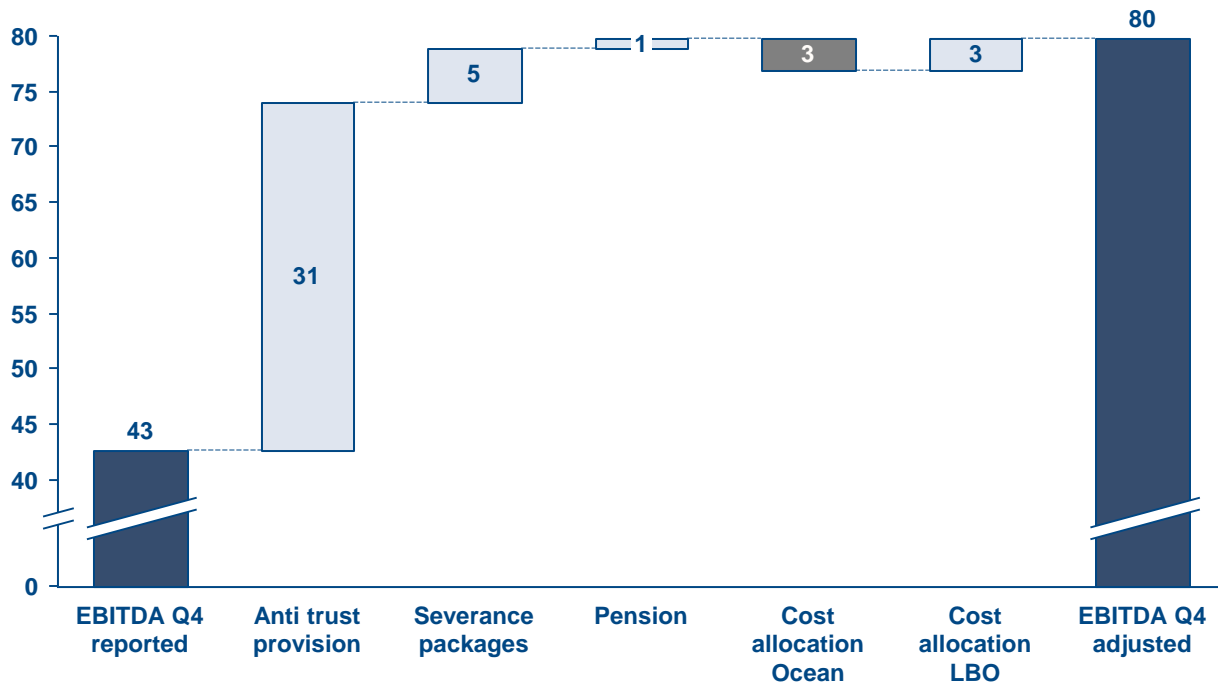 80
80
1
3
3
5
75
70
65
60
31
55
50
45
43
40
0
EBITDA Q4
reported
Anti trust
provision
Severance
packages
Pension
Cost
allocation
Ocean
Cost
allocation
LBO
EBITDA Q4
adjusted